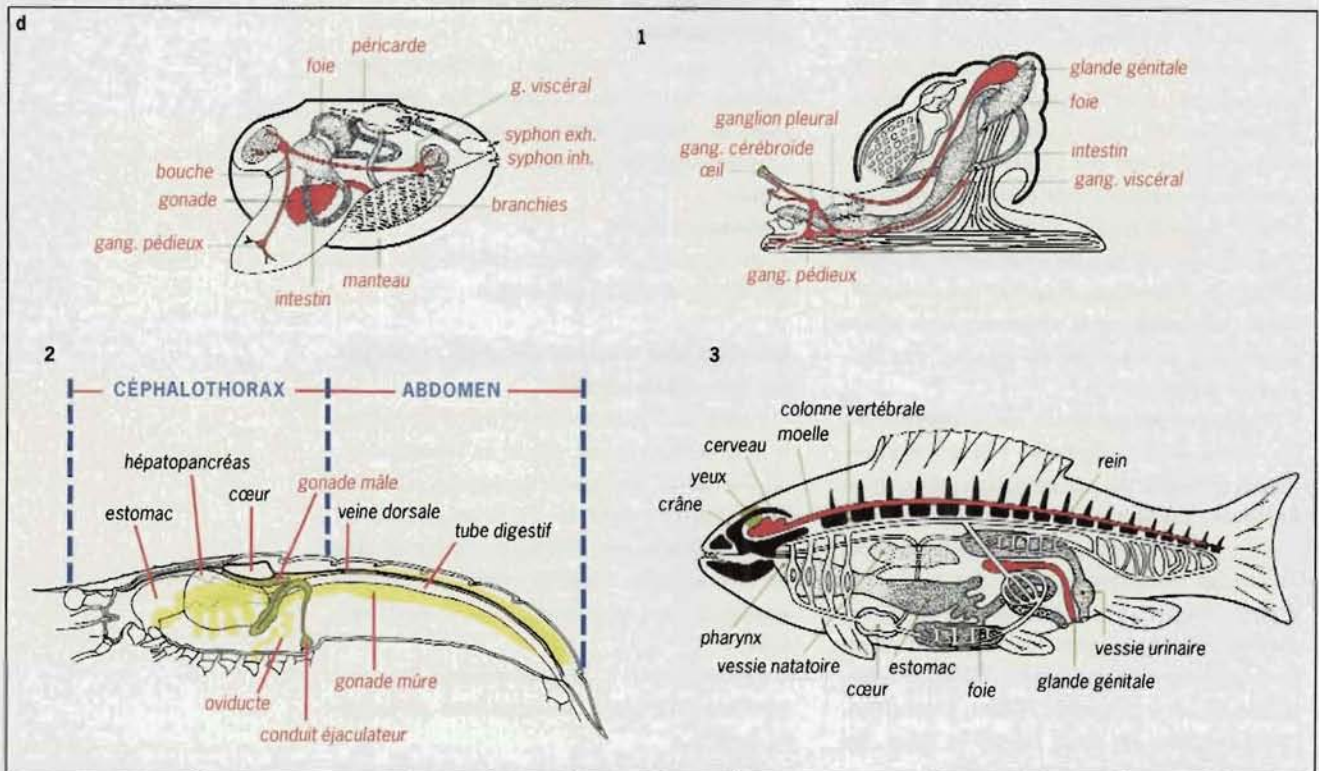 d
péricarde
foie
g. viscéral
syphon exh.
syphon inh.
bouche
gonade
branchies
gang. pédieux
manteau
intestin
1
glande génitale
foie
ganglion pleural
gang. cérébroïde
œil
intestin
gang. viscéral
gang. pédieux
2
CÉPHALOTHORAX
ABDOMEN
hépatopancréas
cœur
gonade mâle
estomac
veine dorsale
tube digestif
gonade mûre
oviducte
conduit éjaculateur
3
colonne vertébrale
moelle
cerveau
rein
yeux
crâne
pharynx
vessie natatoire
estomac
vessie urinaire
cœur
foie
glande génitale